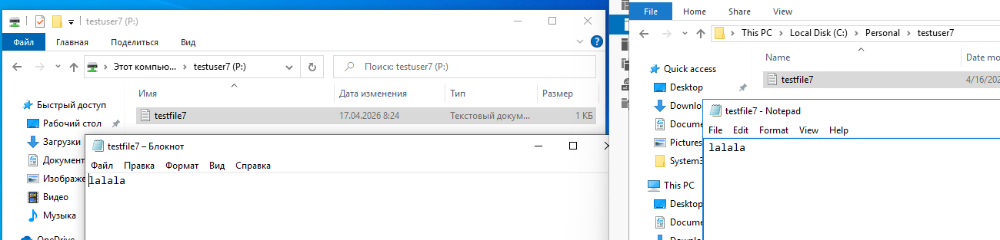 testuser7 (P:)
Файл Главная Поделиться Вид
Этот компью... testuser7 (P:) Поиск: testuser7 (P:)
Имя Дата изменения Тип Размер
Быстрый доступ
Рабочий стол
Загрузки
Документ
Изображе
Видео
Музыка
OneDrive
testfile7 17.04.2026 8:24 Текстовый докум... 1 КБ
testfile7 – Блокнот
Файл Правка Формат Вид Справка
lalala
File Home Share View
This PC Local Disk (C:) Personal testuser7
Name Date mo
Quick access
Desktop
Downlo
Docume
Pictures
System3
This PC
Desktop
Docume
testfile7 4/16/202
testfile7 - Notepad
File Edit Format View Help
lalala